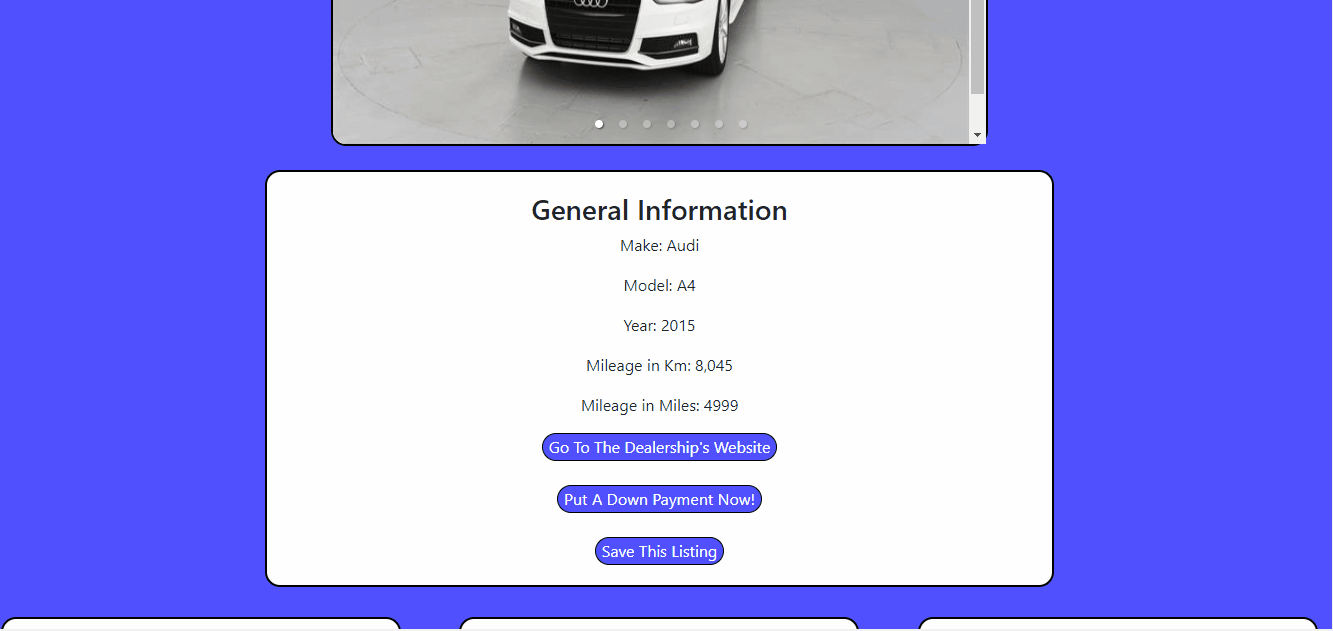 General Information
Make: Audi
Model: A4
Year: 2015
Mileage in Km: 8,045
Mileage in Miles: 4999
Go To The Dealership's Website
Put A Down Payment Now!
Save This Listing